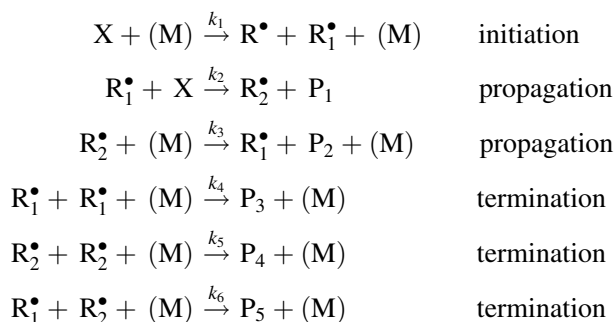 X + (M) →k₁ R• + R₁• + (M) initiation
R₁• + X →k₂ R₂• + P₁ propagation
R₂• + (M) →k₃ R₁• + P₂ + (M) propagation
R₁• + R₁• + (M) →k₄ P₃ + (M) termination
R₂• + R₂• + (M) →k₅ P₄ + (M) termination
R₁• + R₂• + (M) →k₆ P₅ + (M) termination